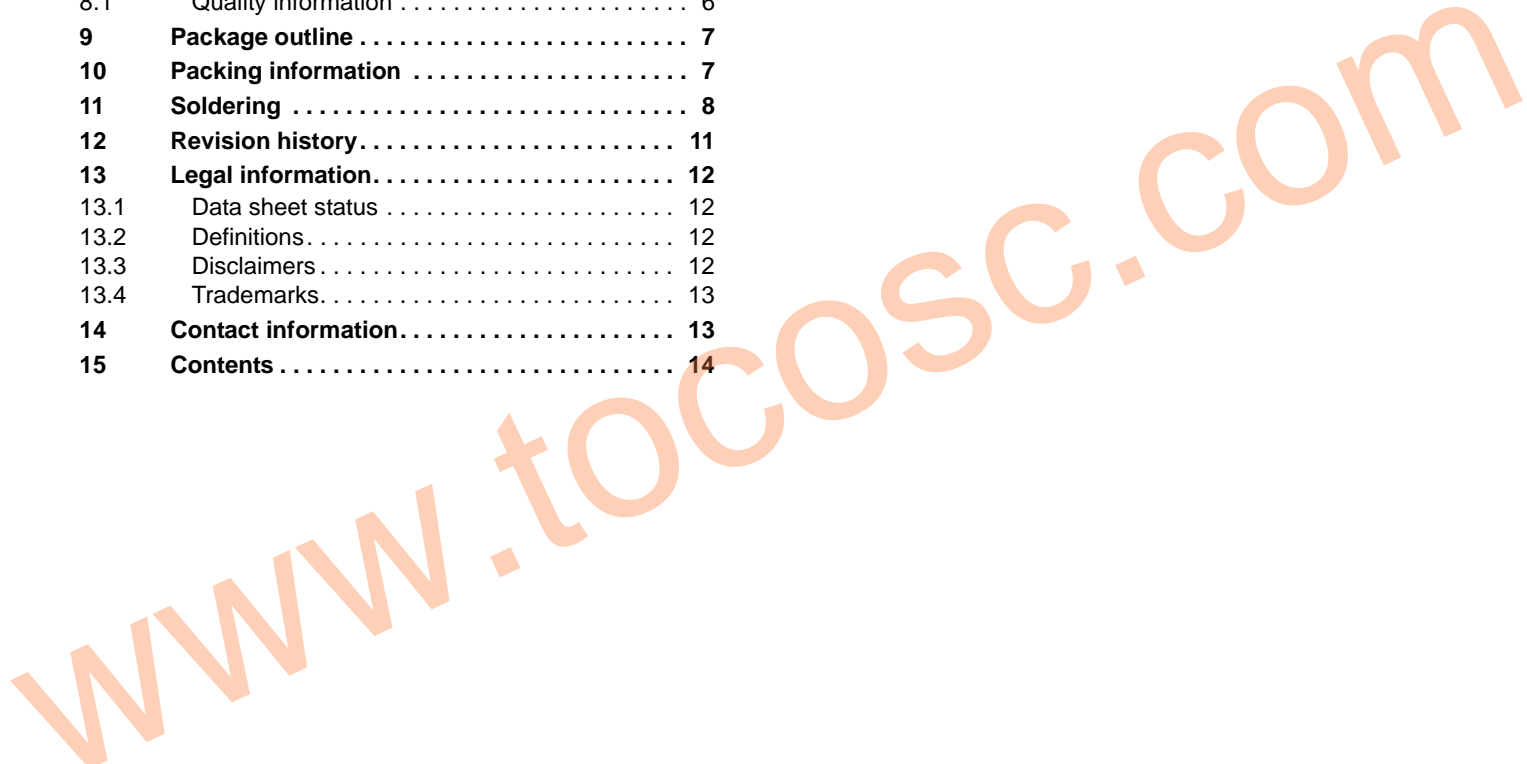 8.1 Quality information . . . . . . . . . . . . . . . . . . . . . . 6
9 Package outline . . . . . . . . . . . . . . . . . . . . . . . . . 7
10 Packing information . . . . . . . . . . . . . . . . . . . . . 7
11 Soldering . . . . . . . . . . . . . . . . . . . . . . . . . . . . . . 8
12 Revision history . . . . . . . . . . . . . . . . . . . . . . . . 11
13 Legal information . . . . . . . . . . . . . . . . . . . . . . . 12
13.1 Data sheet status . . . . . . . . . . . . . . . . . . . . . . 12
13.2 Definitions . . . . . . . . . . . . . . . . . . . . . . . . . . . . 12
13.3 Disclaimers . . . . . . . . . . . . . . . . . . . . . . . . . . . 12
13.4 Trademarks . . . . . . . . . . . . . . . . . . . . . . . . . . . 13
14 Contact information . . . . . . . . . . . . . . . . . . . . . 13
15 Contents . . . . . . . . . . . . . . . . . . . . . . . . . . . . . . 14
www.tocosc.com